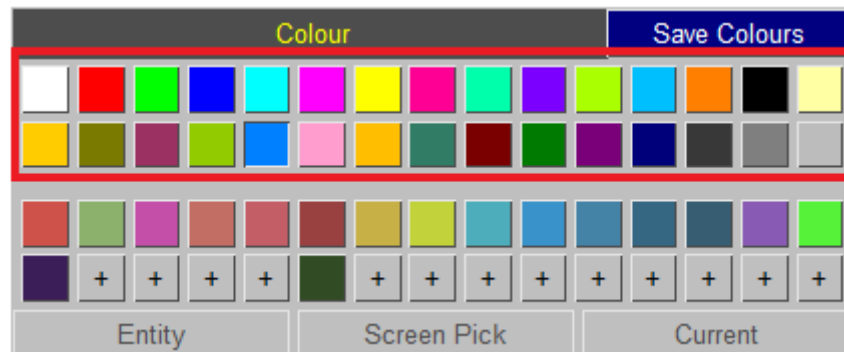 Colour Save Colours
+ + + + + + + + + + + + +
Entity Screen Pick Current